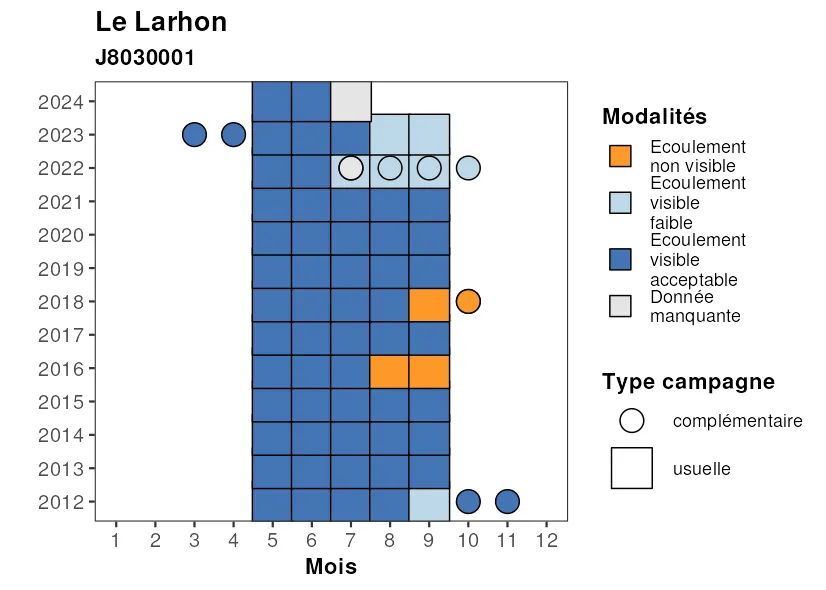 Le Larhon
J8030001
2024
2023
2022
2021
2020
2019
2018
2017
2016
2015
2014
2013
2012
1 2 3 4 5 6 7 8 9 10 11 12
Mois
Modalités
Ecoulement
non visible
Ecoulement
visible
faible
Ecoulement
visible
acceptable
Donnée
manquante
Type campagne
complémentaire
usuelle